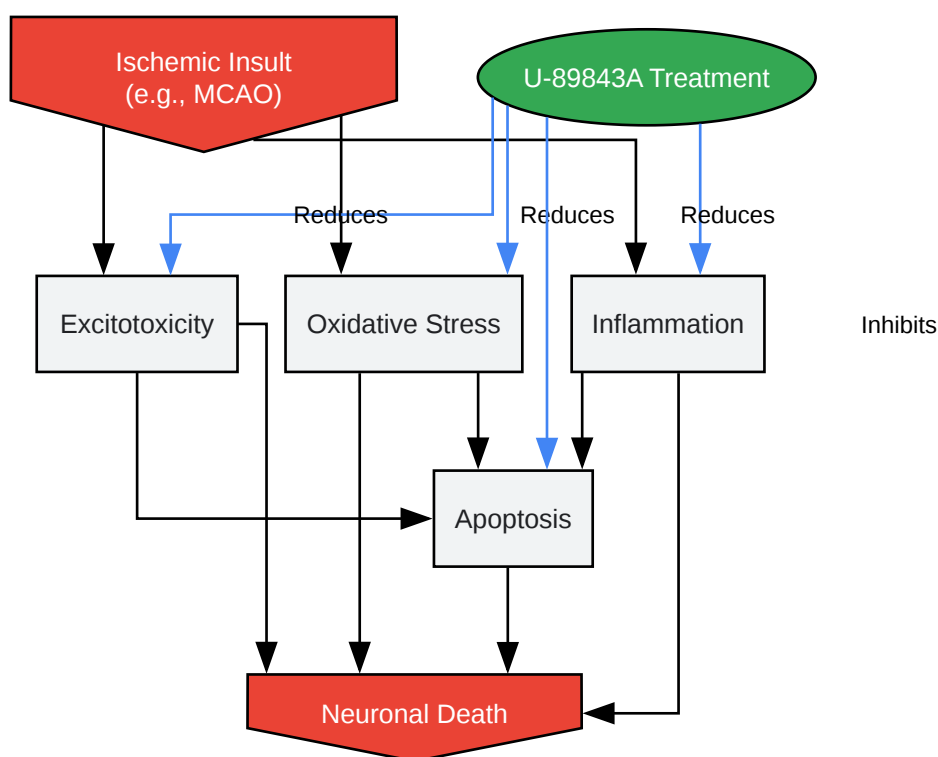 Ischemic Insult
(e.g., MCAO)
U-89843A Treatment
Reduces
Reduces
Reduces
Excitotoxicity
Oxidative Stress
Inflammation
Inhibits
Apoptosis
Neuronal Death